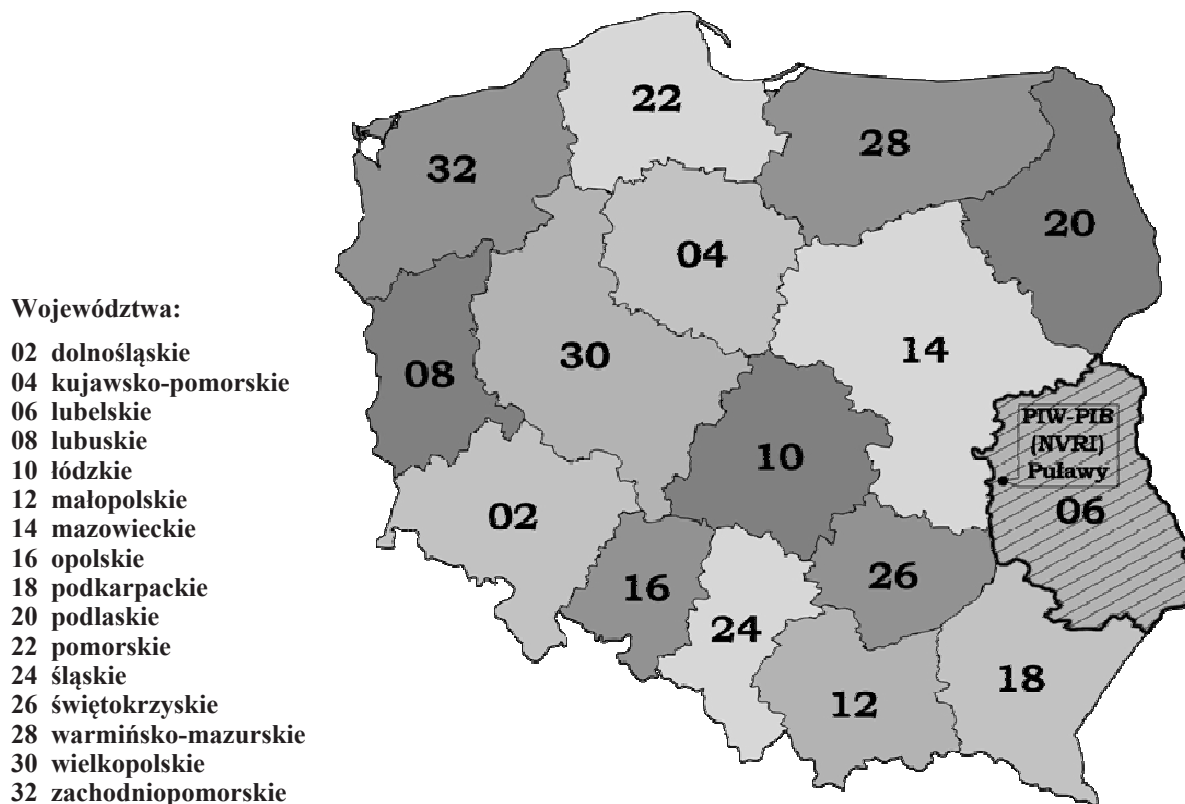 Województwa:
02 dolnośląskie
04 kujawsko-pomorskie
06 lubelskie
08 lubuskie
10 łódzkie
12 małopolskie
14 mazowieckie
16 opolskie
18 podkarpackie
20 podlaskie
22 pomorskie
24 śląskie
26 świętokrzyskie
28 warmińsko-mazurskie
30 wielkopolskie
32 zachodniopomorskie
22
28
32
20
04
14
30
08
PIW-PIB
(NVRI)
Puławy
10
06
02
26
16
24
18
12